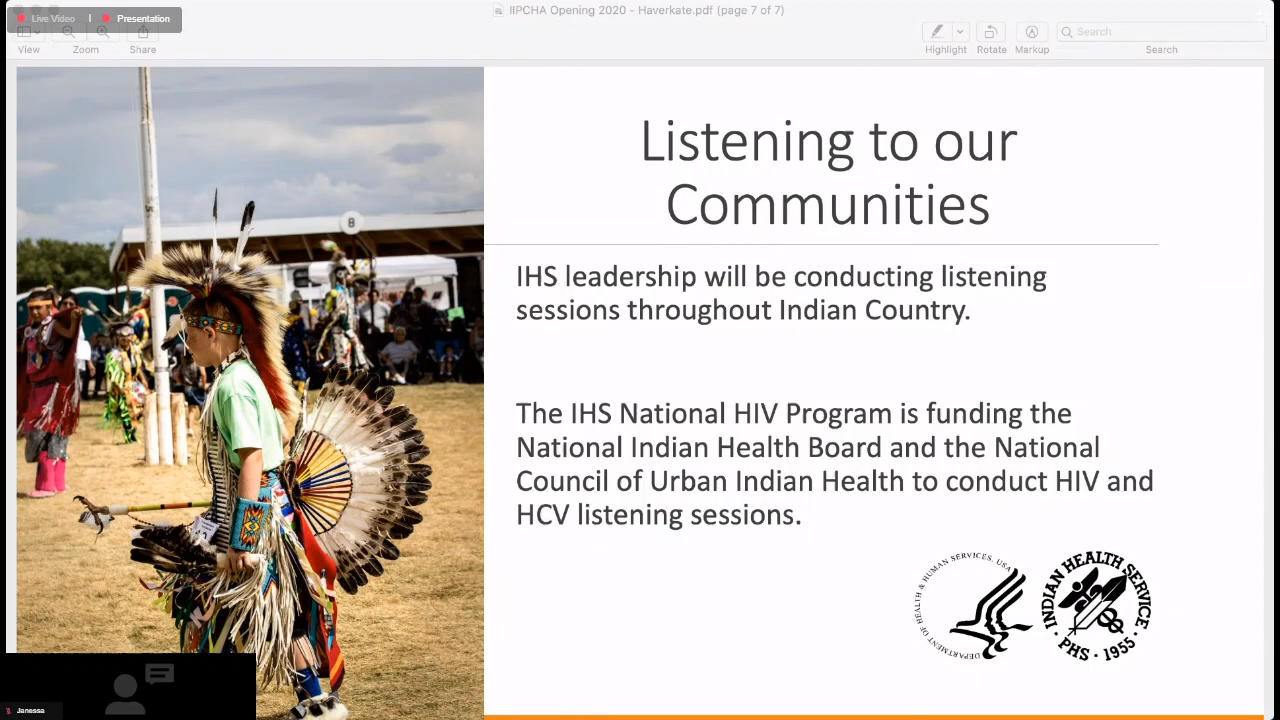 Live Video | Presentation
IIPCHA Opening 2020 - Haverkate.pdf (page 7 of 7)
View
Zoom
Share
Highlight
Rotate
Markup
Search
Search
B
Listening to our
Communities
IHS leadership will be conducting listening
sessions throughout Indian Country.
The IHS National HIV Program is funding the
National Indian Health Board and the National
Council of Urban Indian Health to conduct HIV and
HCV listening sessions.
DEPARTMENT OF HEALTH & HUMAN SERVICES. USA
INDIAN HEALTH SERVICE
· PHS · 1955 ·
Janessa